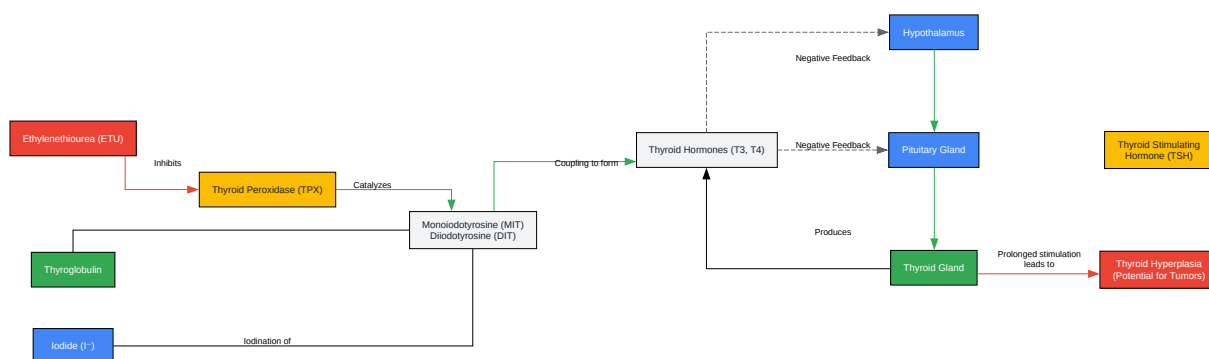 Hypothalamus
Negative Feedback
Ethylenethiourea (ETU)
Inhibits
Thyroid Peroxidase (TPX)
Catalyzes
Coupling to form
Thyroid Hormones (T3, T4)
Negative Feedback
Pituitary Gland
Thyroid Stimulating
Hormone (TSH)
Monoiodotyrosine (MIT)
Diiodotyrosine (DIT)
Produces
Thyroglobulin
Thyroid Gland
Prolonged stimulation
leads to
Thyroid Hyperplasia
(Potential for Tumors)
Iodide (I⁻)
Iodination of